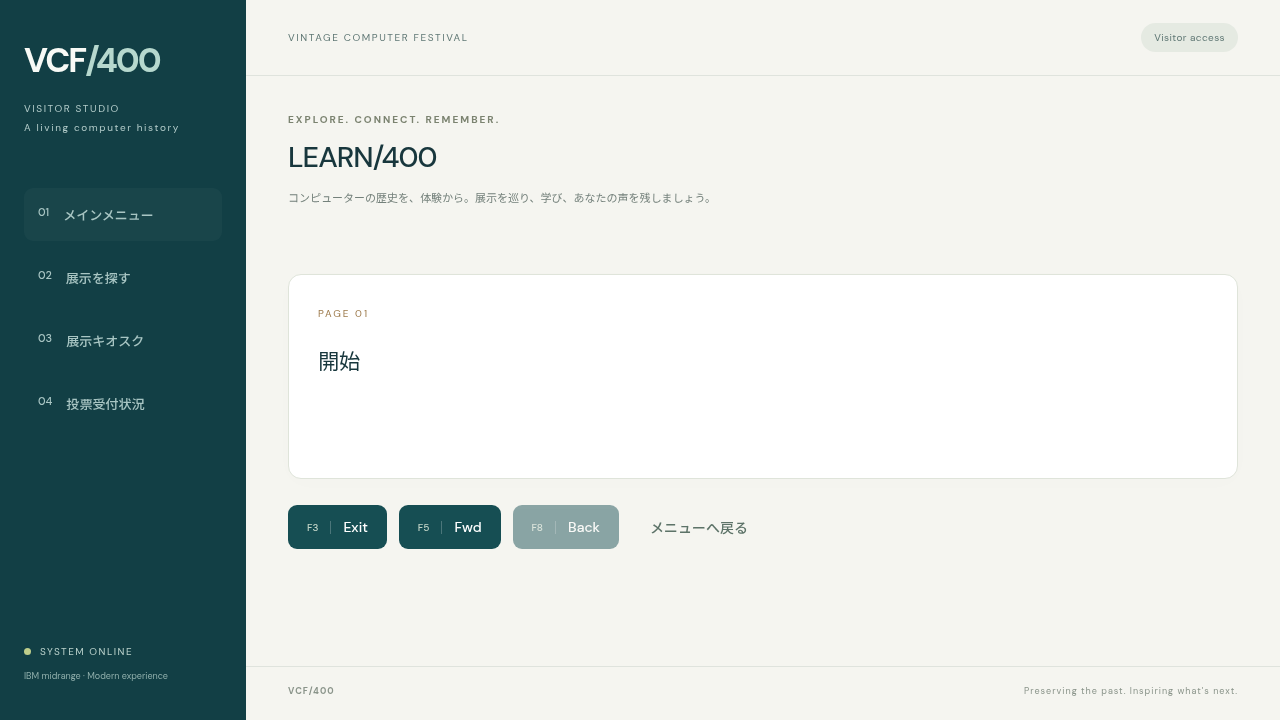 VCF/400
VISITOR STUDIO
A living computer history
01 メインメニュー
02 展示を探す
03 展示キオスク
04 投票受付状況
SYSTEM ONLINE
IBM midrange · Modern experience
VINTAGE COMPUTER FESTIVAL
Visitor access
EXPLORE. CONNECT. REMEMBER.
LEARN/400
コンピューターの歴史を、体験から。展示を巡り、学び、あなたの声を残しましょう。
PAGE 01
開始
F3 Exit F5 Fwd F8 Back メニューへ戻る
VCF/400
Preserving the past. Inspiring what's next.